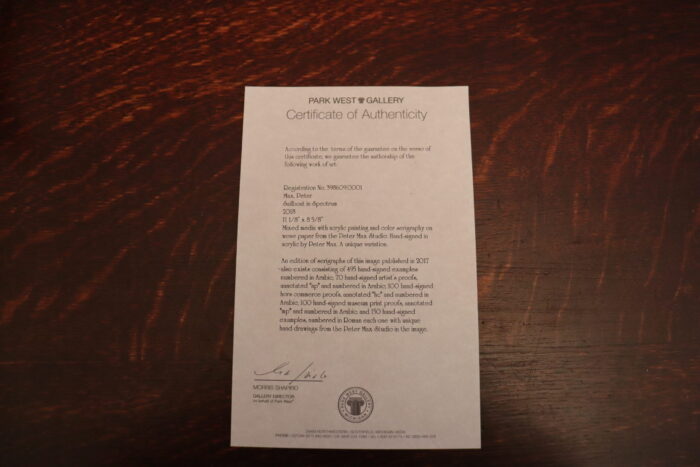 PARK WEST GALLERY
Certificate of Authenticity
According to the terms of the guarantee on the verso of
this certificate, we guarantee the authorship of the
following work of art:
Registration No.
Max, Peter
Sailboat in Spectrum
2018
11 1/8" x 8 5/8"
Mixed media with acrylic painting and color serigraphy on
wove paper from the Peter Max Studio. Hand-signed in
acrylic by Peter Max. A unique variation.
An edition of serigraphs of this image published in 2017
also exists consisting of 495 hand-signed examples
numbered in Arabic; 70 hand-signed artist's proofs,
annotated "ap" and numbered in Arabic; 100 hand-signed
hors commerce proofs, annotated "hc" and numbered in
Arabic; 100 hand-signed museum print proofs, annotated
"mp" and numbered in Arabic and 150 hand-signed
examples, numbered in Roman each one with unique
hand drawings from the Peter Max Studio in the image.
MORRIS SHAPIRO
GALLERY DIRECTOR